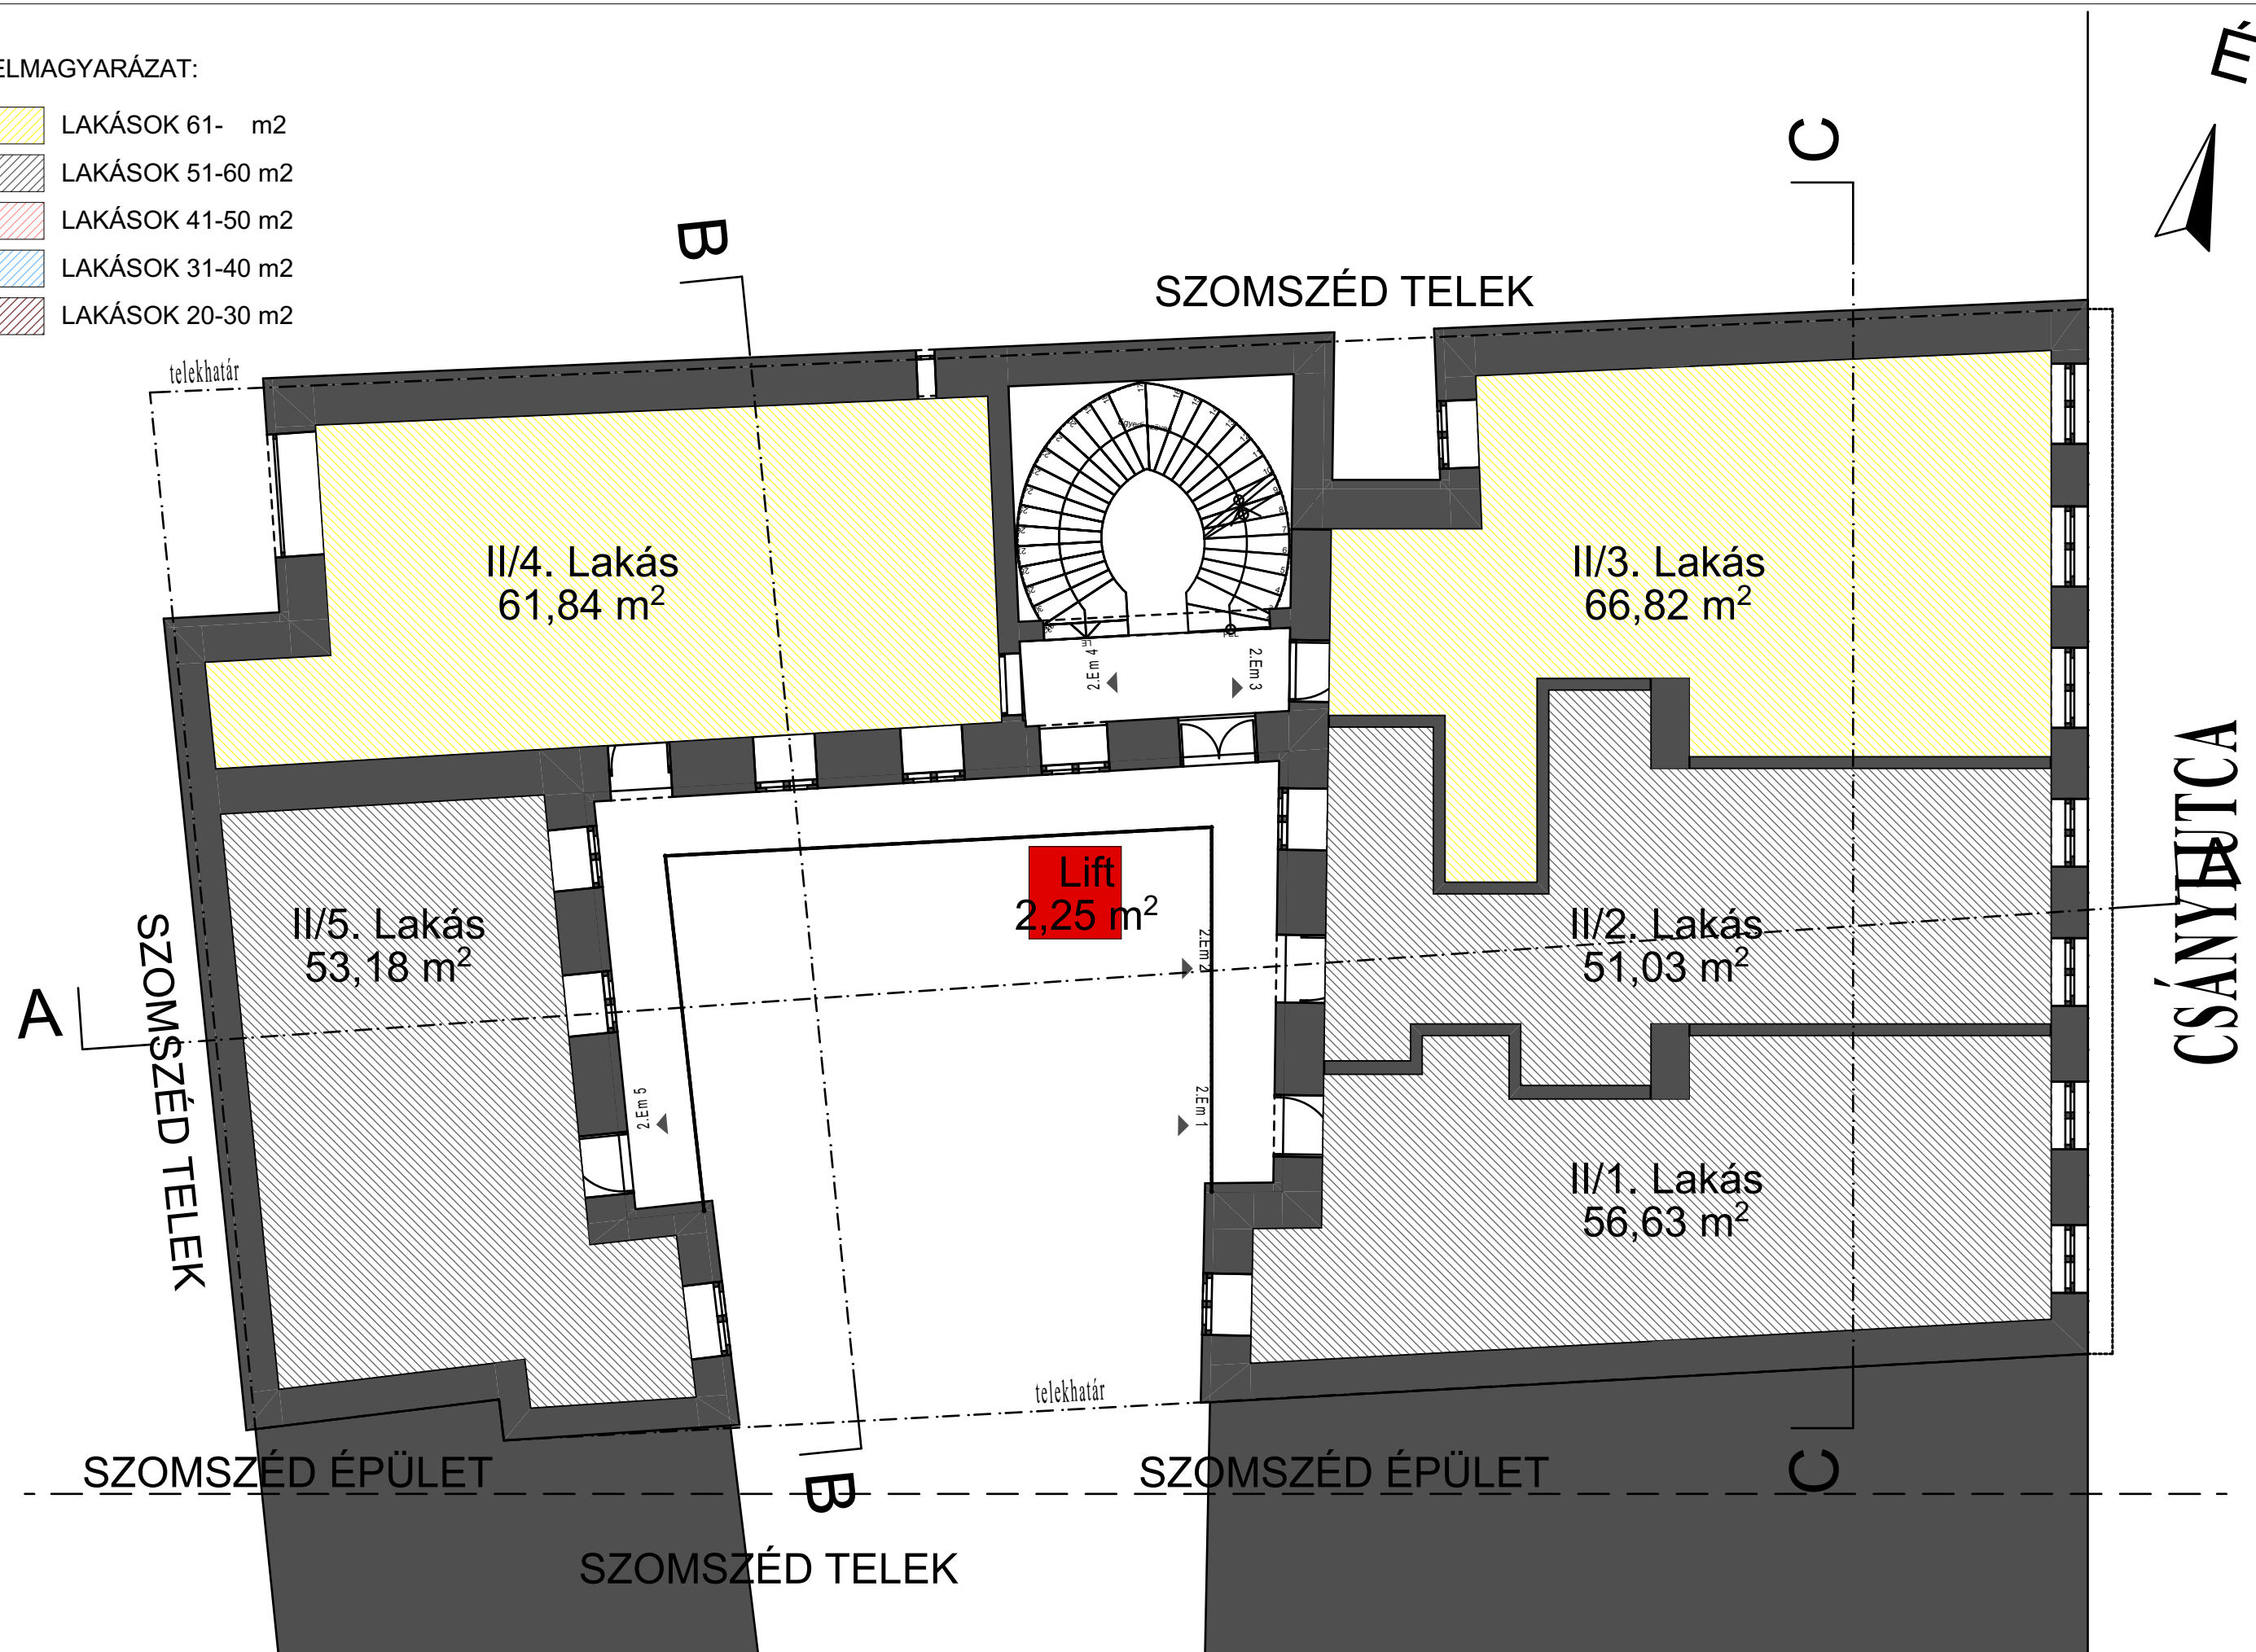 ELMAGYARÁZAT:
LAKÁSOK 61- m2
LAKÁSOK 51-60 m2
LAKÁSOK 41-50 m2
LAKÁSOK 31-40 m2
LAKÁSOK 20-30 m2
É
C
B
SZOMSZÉD TELEK
telekhatár
II/4. Lakás
61,84 m²
II/3. Lakás
66,82 m²
2.Em 4
2.Em 3
CSÁNYI UTCA
A
Lift
2,25 m²
II/5. Lakás
53,18 m²
II/2. Lakás
51,03 m²
2.Em 2
A
SZOMSZÉD TELEK
2.Em 5
2.Em 1
II/1. Lakás
56,63 m²
telekhatár
SZOMSZÉD ÉPÜLET
B
SZOMSZÉD ÉPÜLET
C
SZOMSZÉD TELEK